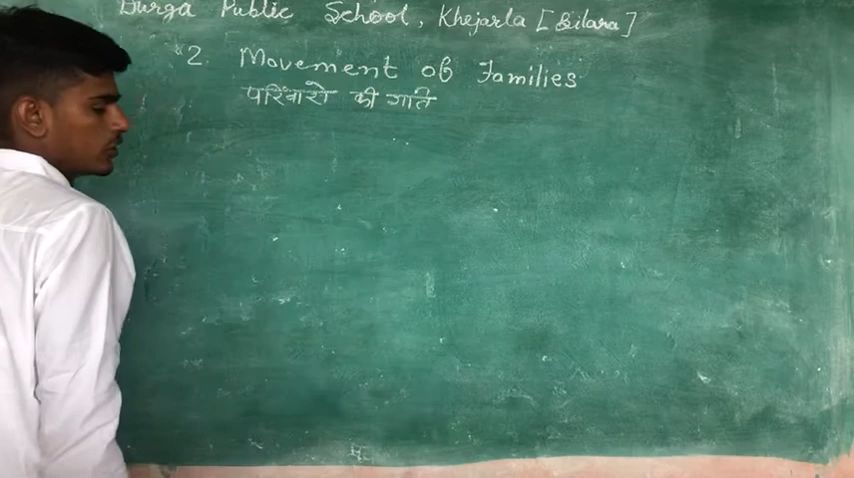 Durga Public School, Khejarla [Bilara]
2. Movement of Families
परिवारो की गति